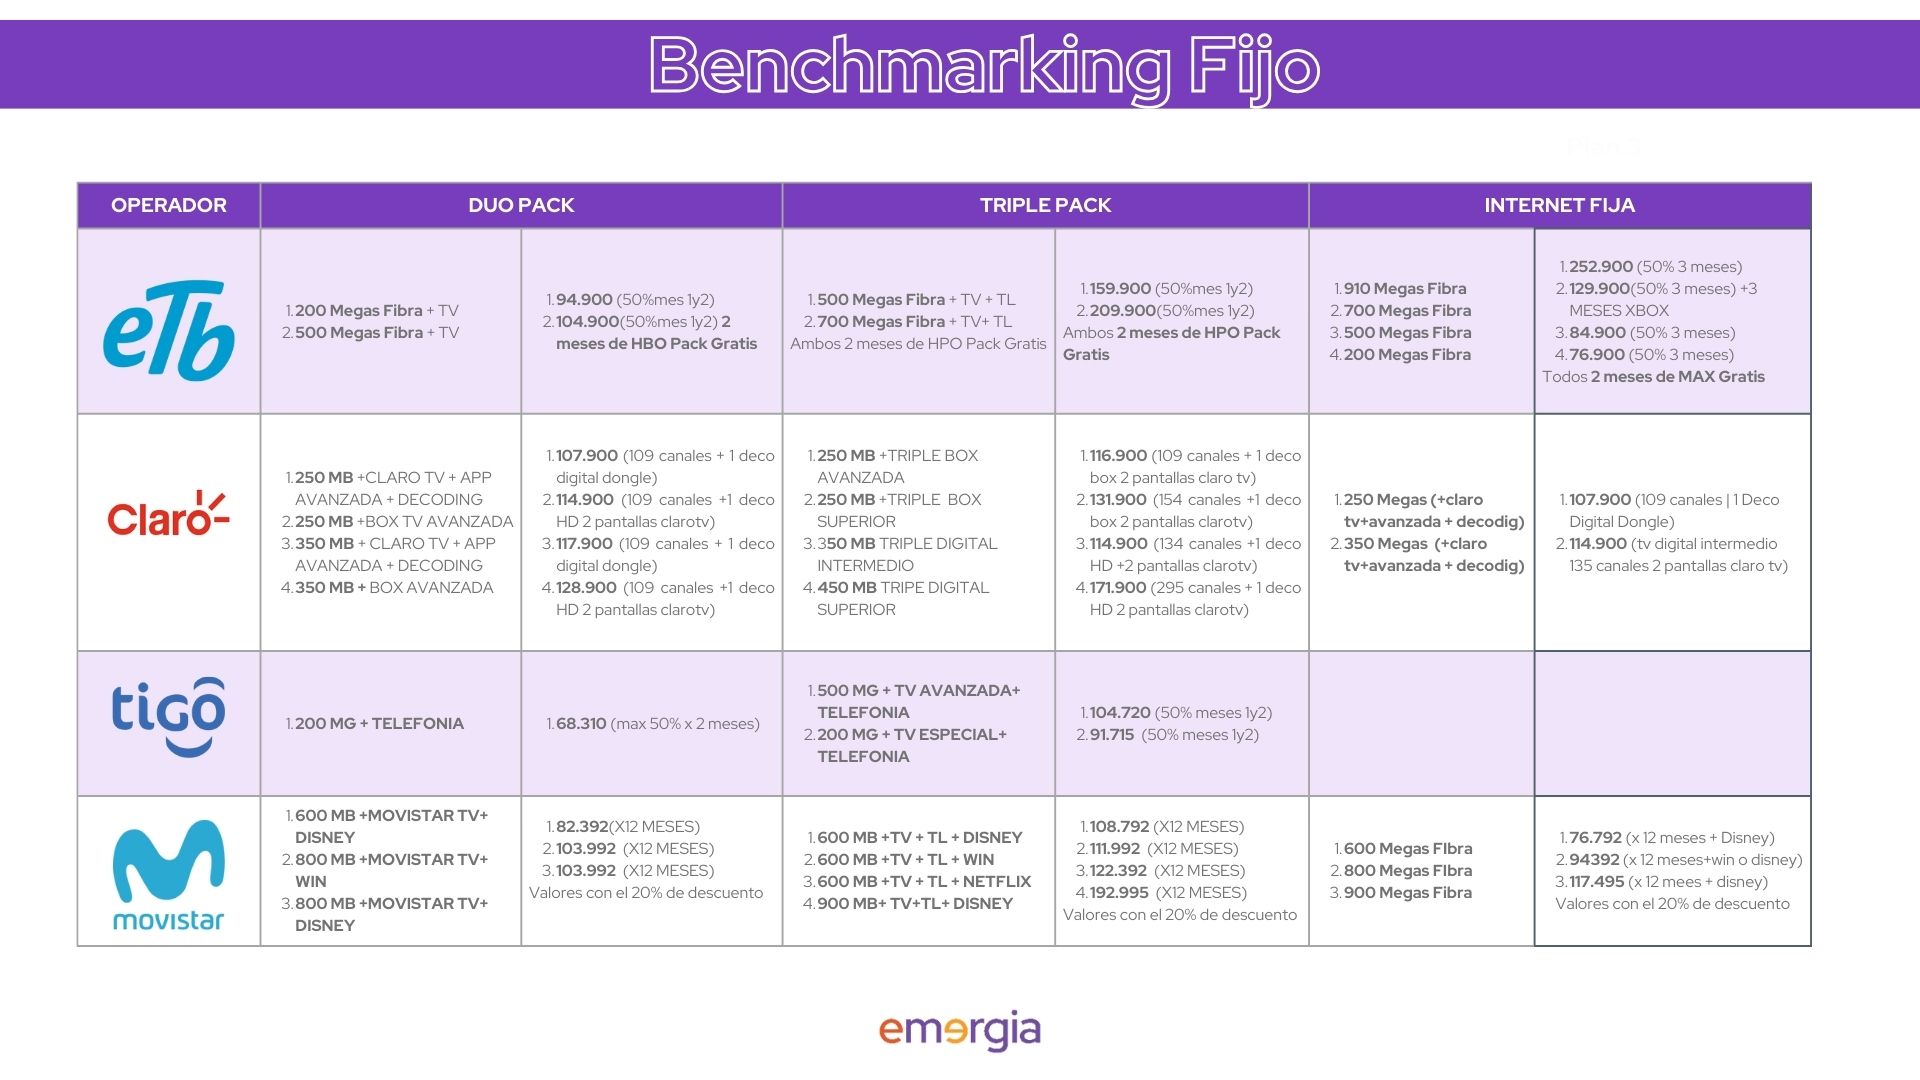 Benchmarking Fijo
OPERADOR
DUO PACK
TRIPLE PACK
INTERNET FIJA
eTb
1. 200 Megas Fibra + TV
2. 500 Megas Fibra + TV
1. 94.900 (50%mes 1y2)
2. 104.900(50%mes 1y2) 2
meses de HBO Pack Gratis
1. 500 Megas Fibra + TV + TL
2. 700 Megas Fibra + TV+ TL
Ambos 2 meses de HPO Pack Gratis
1. 159.900 (50%mes 1y2)
2. 209.900(50%mes 1y2)
Ambos 2 meses de HPO Pack
Gratis
1. 910 Megas Fibra
2. 700 Megas Fibra
3. 500 Megas Fibra
4. 200 Megas Fibra
1. 252.900 (50% 3 meses)
2. 129.900(50% 3 meses) +3
MESES XBOX
3. 84.900 (50% 3 meses)
4. 76.900 (50% 3 meses)
Todos 2 meses de MAX Gratis
Claro
1. 250 MB +CLARO TV + APP
AVANZADA + DECODING
2. 250 MB +BOX TV AVANZADA
3. 350 MB + CLARO TV + APP
AVANZADA + DECODING
4. 350 MB + BOX AVANZADA
1. 107.900 (109 canales + 1 deco
digital dongle)
2. 114.900 (109 canales +1 deco
HD 2 pantallas clarotv)
3. 117.900 (109 canales + 1 deco
digital dongle)
4. 128.900 (109 canales +1 deco
HD 2 pantallas clarotv)
1. 250 MB +TRIPLE BOX
AVANZADA
2. 250 MB +TRIPLE BOX
SUPERIOR
3. 350 MB TRIPLE DIGITAL
INTERMEDIO
4. 450 MB TRIPE DIGITAL
SUPERIOR
1. 116.900 (109 canales + 1 deco
box 2 pantallas claro tv)
2. 131.900 (154 canales +1 deco
box 2 pantallas clarotv)
3. 114.900 (134 canales +1 deco
HD +2 pantallas clarotv)
4. 171.900 (295 canales + 1 deco
HD 2 pantallas clarotv)
1. 250 Megas (+claro
tv+avanzada + decodig)
2. 350 Megas (+claro
tv+avanzada + decodig)
1. 107.900 (109 canales | 1 Deco
Digital Dongle)
2. 114.900 (tv digital intermedio
135 canales 2 pantallas claro tv)
tigo
1. 200 MG + TELEFONIA
1. 68.310 (max 50% x 2 meses)
1. 500 MG + TV AVANZADA+
TELEFONIA
2. 200 MG + TV ESPECIAL+
TELEFONIA
1. 104.720 (50% meses 1y2)
2. 91.715 (50% meses 1y2)
movistar
1. 600 MB +MOVISTAR TV+
DISNEY
2. 800 MB +MOVISTAR TV+
WIN
3. 800 MB +MOVISTAR TV+
DISNEY
1. 82.392(X12 MESES)
2. 103.992 (X12 MESES)
3. 103.992 (X12 MESES)
Valores con el 20% de descuento
1. 600 MB +TV + TL + DISNEY
2. 600 MB +TV + TL + WIN
3. 600 MB +TV + TL + NETFLIX
4. 900 MB+ TV+TL+ DISNEY
1. 108.792 (X12 MESES)
2. 111.992 (X12 MESES)
3. 122.392 (X12 MESES)
4. 192.995 (X12 MESES)
Valores con el 20% de descuento
1. 600 Megas FIbra
2. 800 Megas FIbra
3. 900 Megas Fibra
1. 76.792 (x 12 meses + Disney)
2. 94392 (x 12 meses+win o disney)
3. 117.495 (x 12 mees + disney)
Valores con el 20% de descuento
emergia